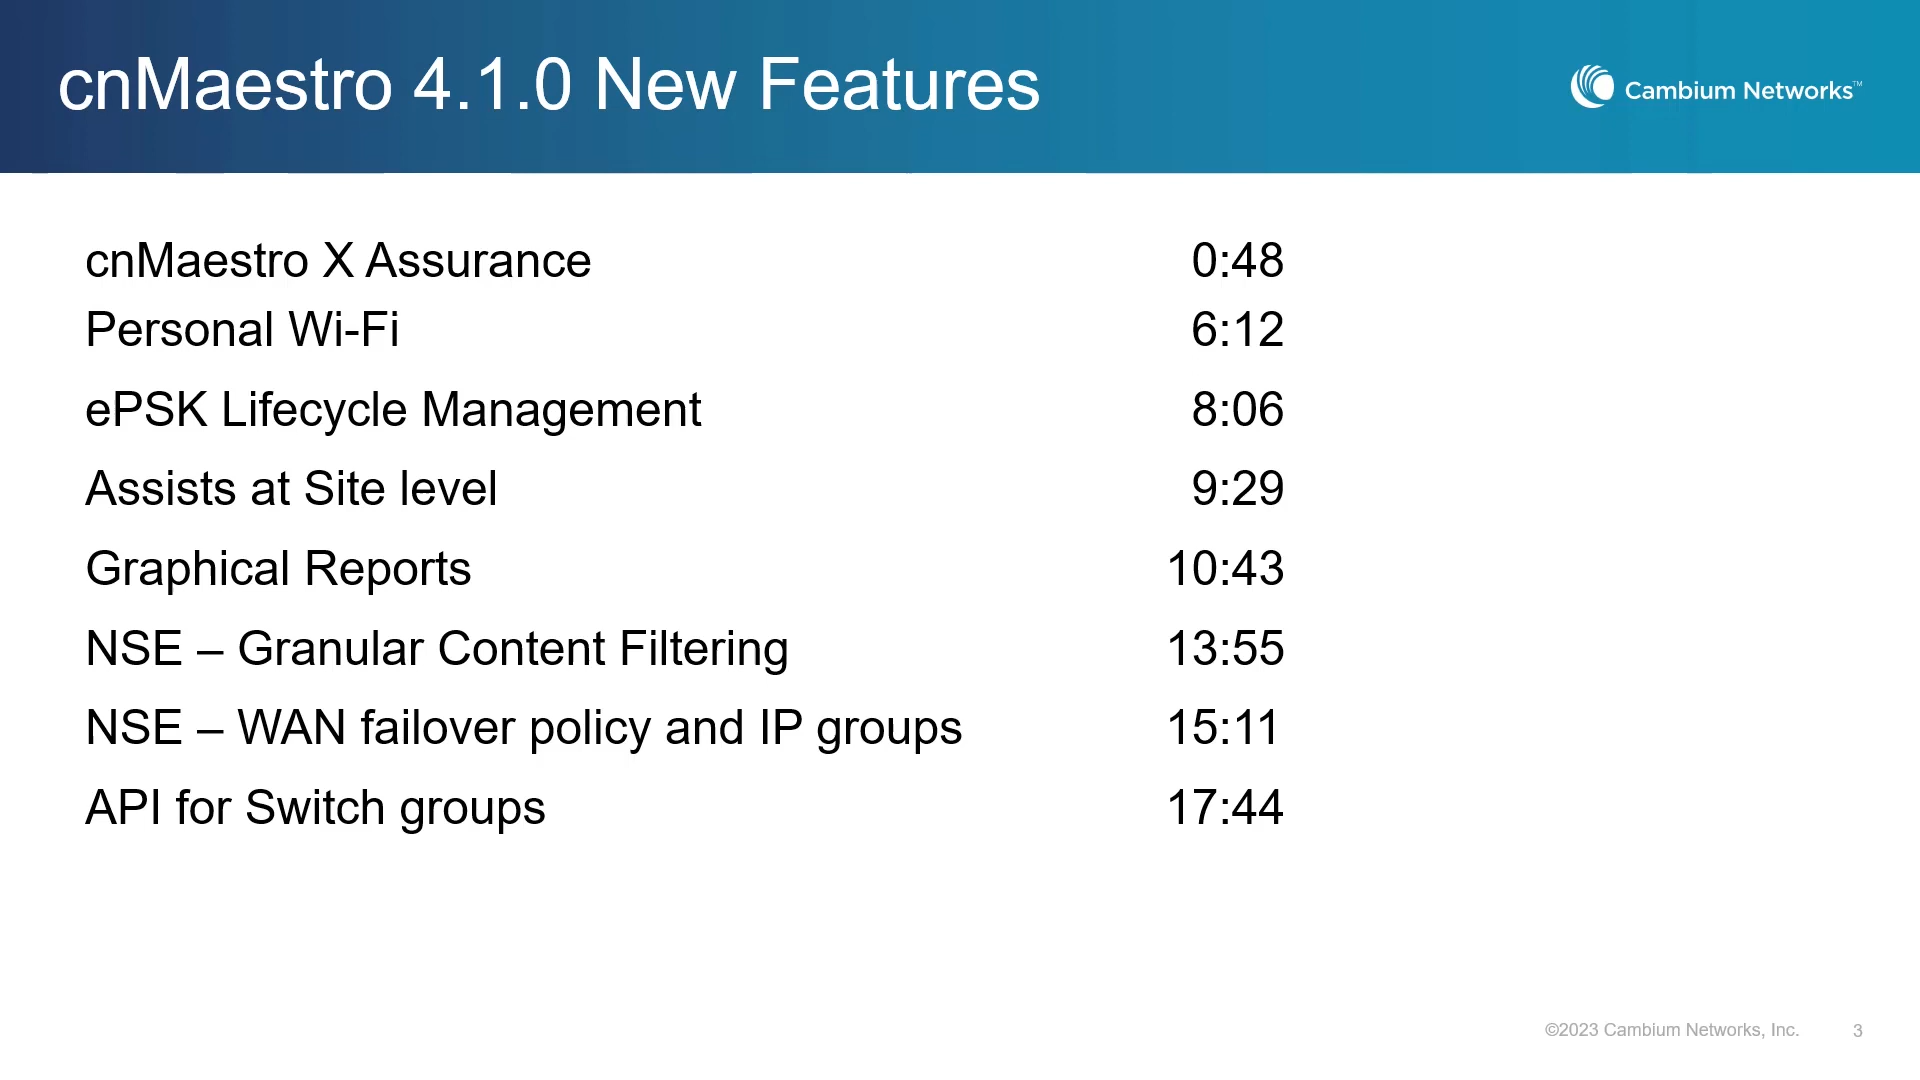 cnMaestro 4.1.0 New Features
Cambium Networks™
cnMaestro X Assurance 0:48
Personal Wi-Fi 6:12
ePSK Lifecycle Management 8:06
Assists at Site level 9:29
Graphical Reports 10:43
NSE – Granular Content Filtering 13:55
NSE – WAN failover policy and IP groups 15:11
API for Switch groups 17:44
©2023 Cambium Networks, Inc. 3